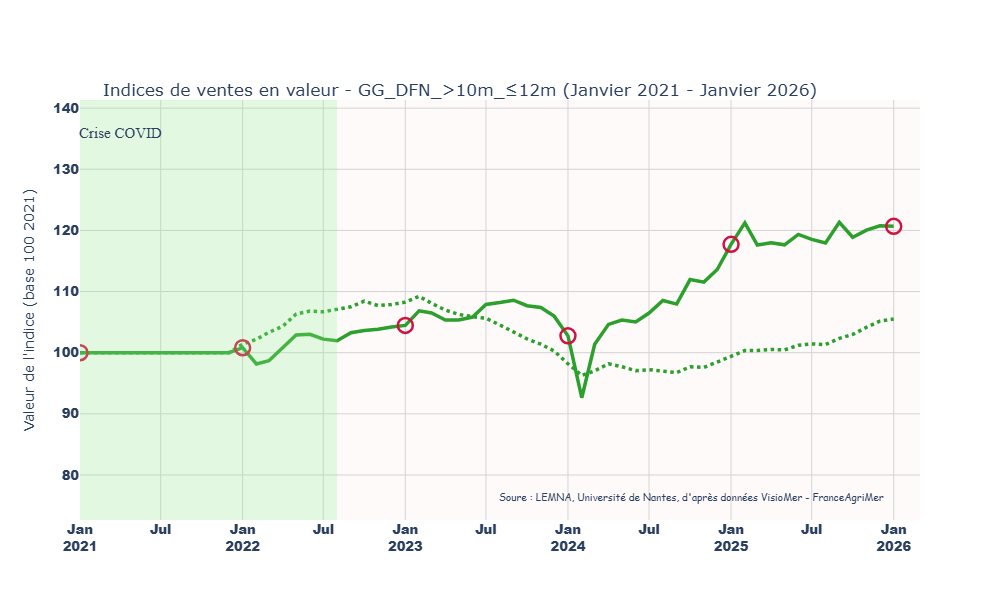 Indices de ventes en valeur - GG_DFN_>10m_≤12m (Janvier 2021 - Janvier 2026)
Valeur de l'indice (base 100 2021)
140
130
120
110
100
90
80
Crise COVID
Soure : LEMNA, Université de Nantes, d'après données VisioMer - FranceAgriMer
Jan
2021
Jul
Jan
2022
Jul
Jan
2023
Jul
Jan
2024
Jul
Jan
2025
Jul
Jan
2026